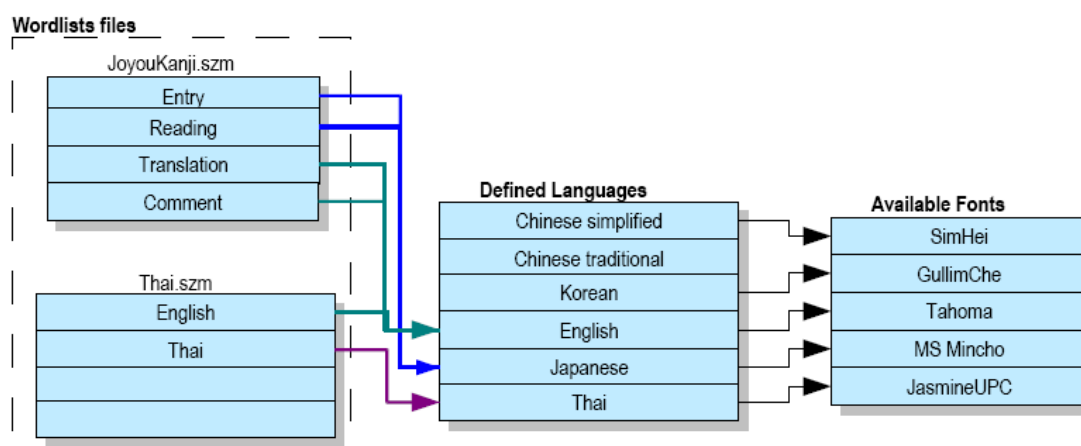 Wordlists files
JoyouKanji.szm
Entry
Reading
Translation
Comment
Thai.szm
English
Thai
Defined Languages
Chinese simplified
Chinese traditional
Korean
English
Japanese
Thai
Available Fonts
SimHei
GullimChe
Tahoma
MS Mincho
JasmineUPC